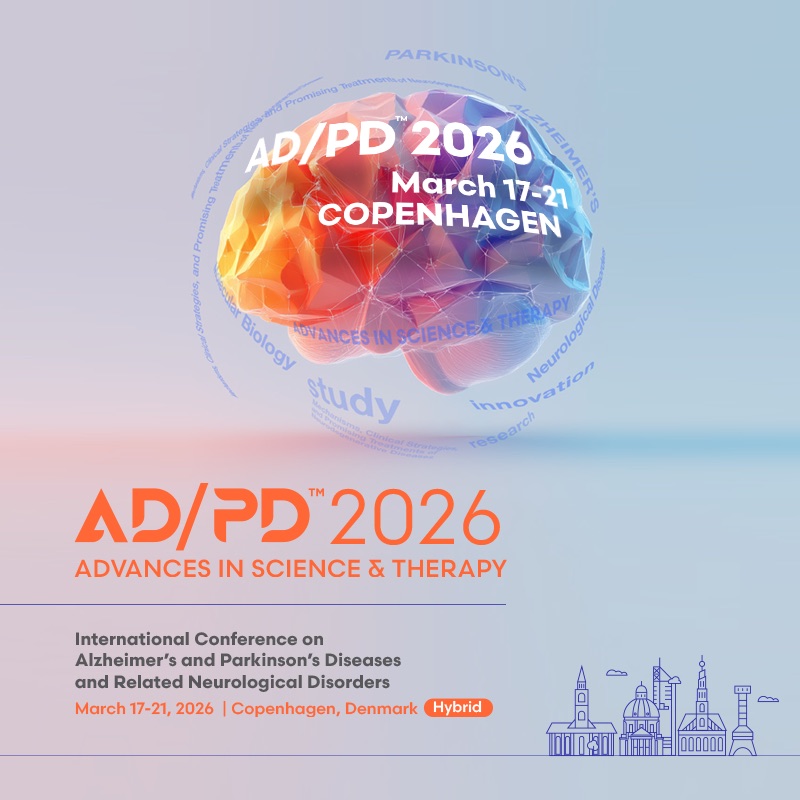 PARKINSON'S
ALZHEIMER'S
AD/PD™ 2026
March 17-21
COPENHAGEN
ADVANCES IN SCIENCE & THERAPY
Biology
Neurological
study
innovation
research
AD/PD™ 2026
ADVANCES IN SCIENCE & THERAPY
International Conference on
Alzheimer's and Parkinson's Diseases
and Related Neurological Disorders
March 17-21, 2026 | Copenhagen, Denmark Hybrid